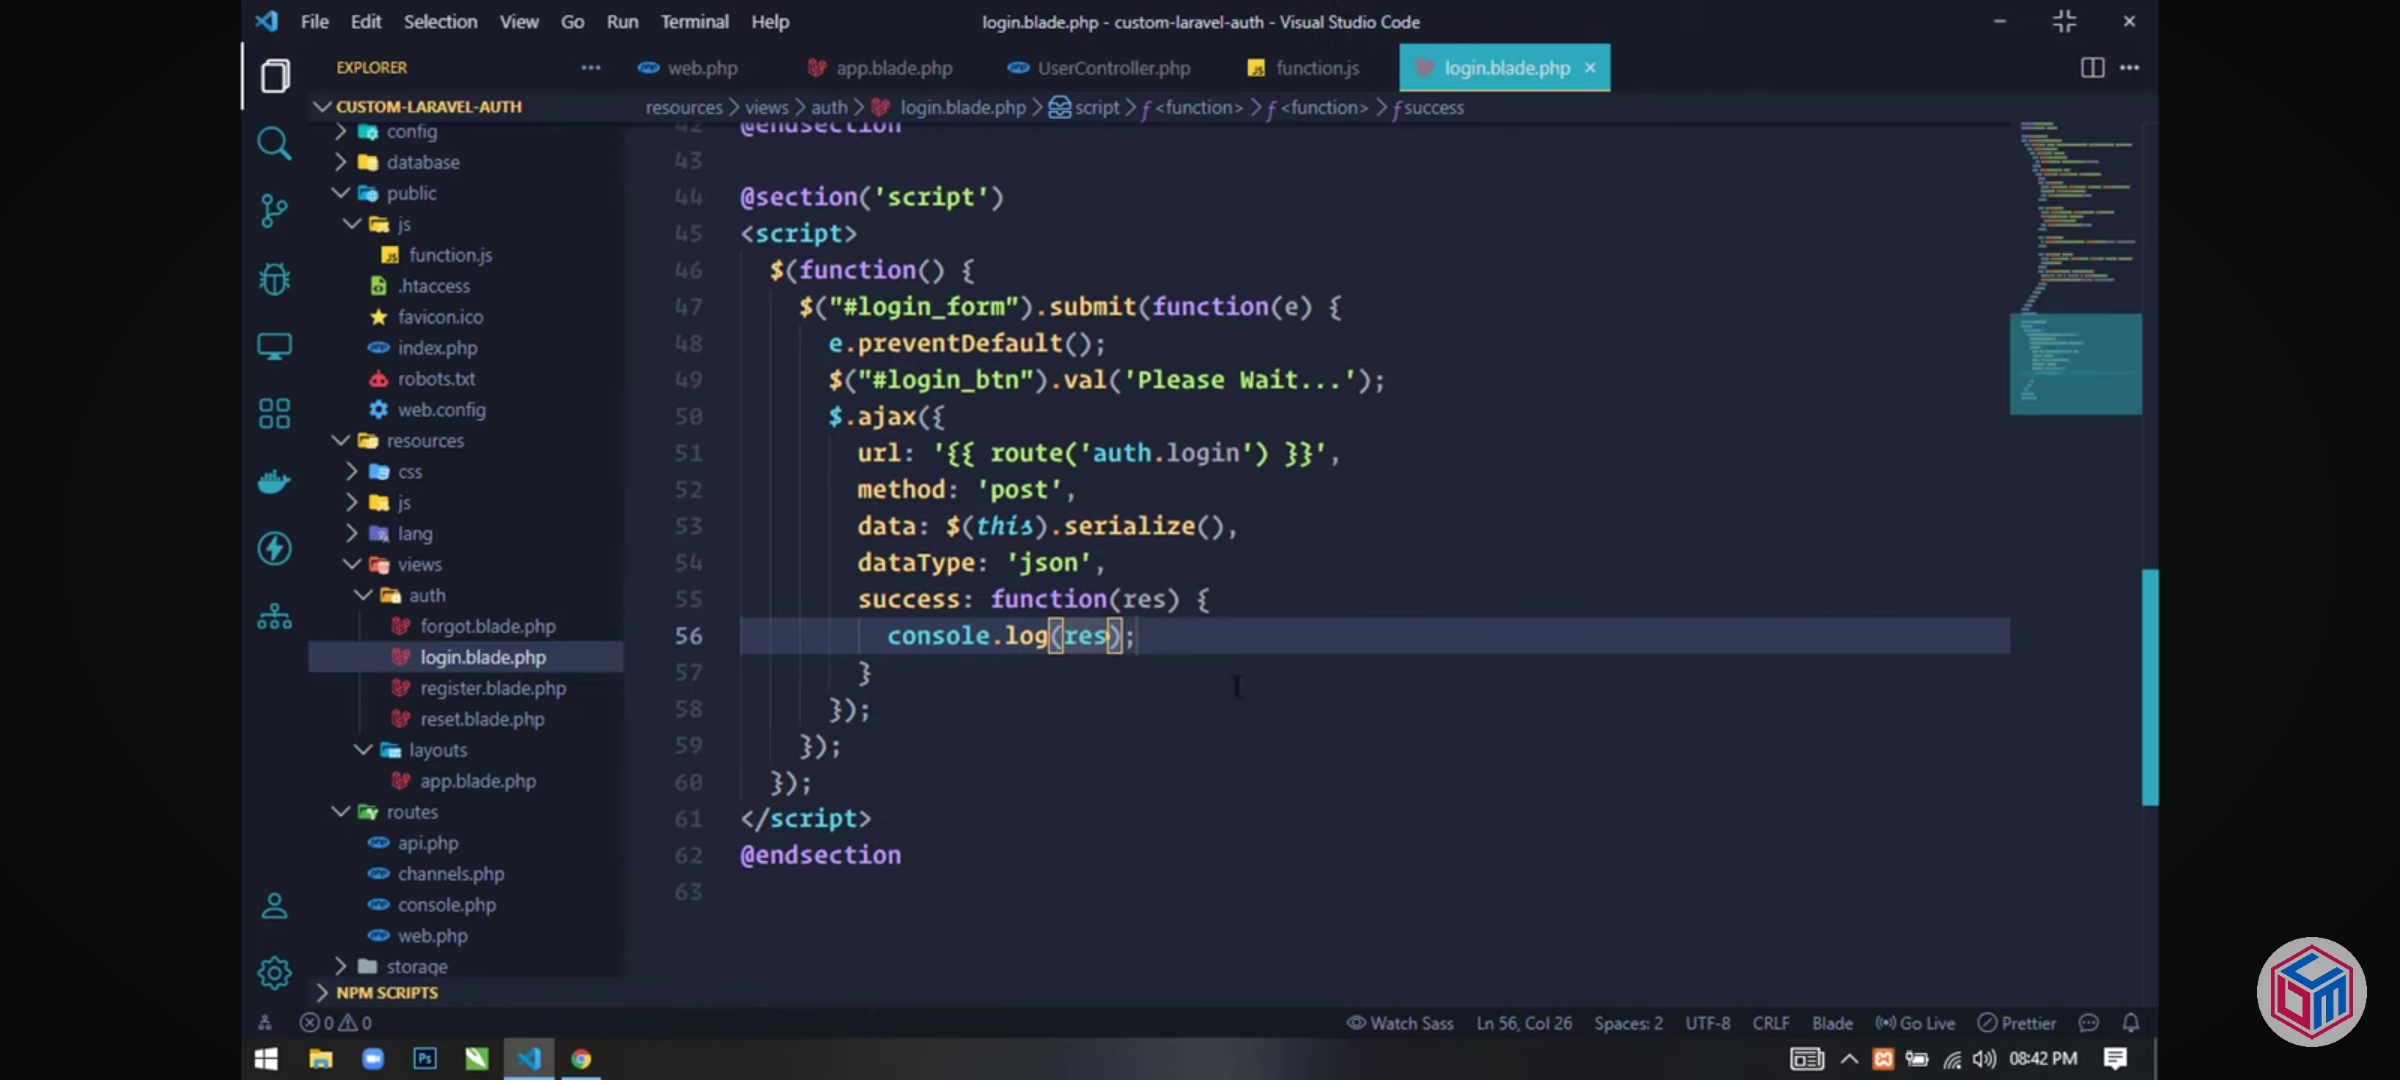 File Edit Selection View Go Run Terminal Help
login.blade.php - custom-laravel-auth - Visual Studio Code
EXPLORER
web.php
app.blade.php
UserController.php
function.js
login.blade.php
CUSTOM-LARAVEL-AUTH
resources > views > auth > login.blade.php > script > <function> > <function> > success
config
database
public
js
function.js
.htaccess
favicon.ico
index.php
robots.txt
web.config
resources
css
js
lang
views
auth
forgot.blade.php
login.blade.php
register.blade.php
reset.blade.php
layouts
app.blade.php
routes
api.php
channels.php
console.php
web.php
storage
NPM SCRIPTS
42 @endsection
43
44 @section('script')
45 <script>
46 $(function() {
47 $("#login_form").submit(function(e) {
48 e.preventDefault();
49 $("#login_btn").val('Please Wait...');
50 $.ajax({
51 url: '{{ route('auth.login') }}',
52 method: 'post',
53 data: $(this).serialize(),
54 dataType: 'json',
55 success: function(res) {
56 console.log(res);
57 }
58 });
59 });
60 });
61 </script>
62 @endsection
63
0 0
Watch Sass Ln 56, Col 26 Spaces: 2 UTF-8 CRLF Blade Go Live Prettier
Ps
08:42 PM